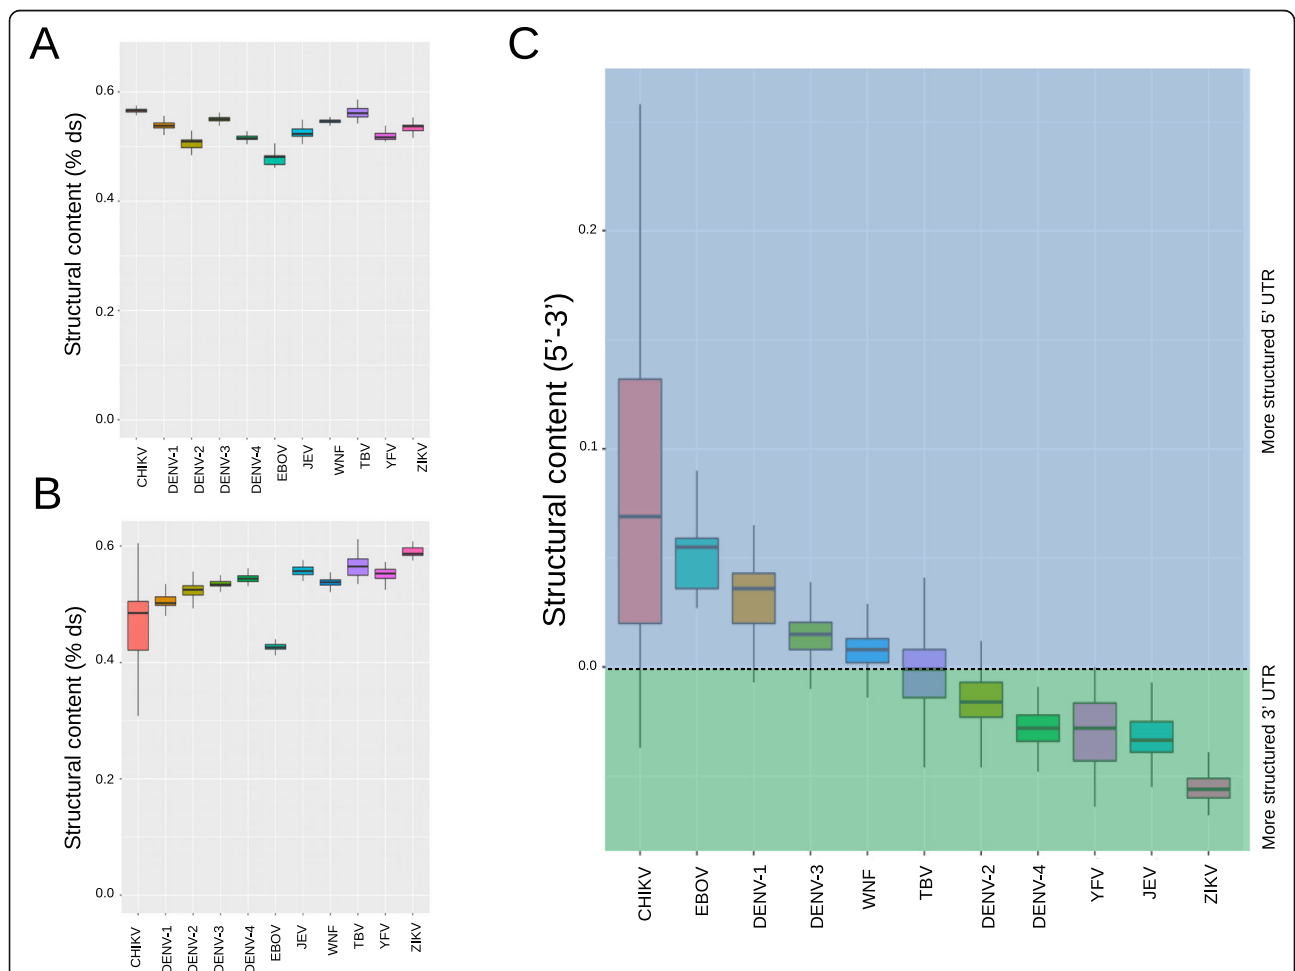 A
Structural content (% ds)
0.6
0.4
0.2
0.0
CHIKV
DENV-1
DENV-2
DENV-3
DENV-4
EBOV
JEV
WNF
TBV
YFV
ZIKV
B
Structural content (% ds)
0.6
0.4
0.2
0.0
CHIKV
DENV-1
DENV-2
DENV-3
DENV-4
EBOV
JEV
WNF
TBV
YFV
ZIKV
C
Structural content (5’-3’)
0.2
0.1
0.0
CHIKV
EBOV
DENV-1
DENV-3
WNF
TBV
DENV-2
DENV-4
YFV
JEV
ZIKV
More structured 5’ UTR
More structured 3’ UTR